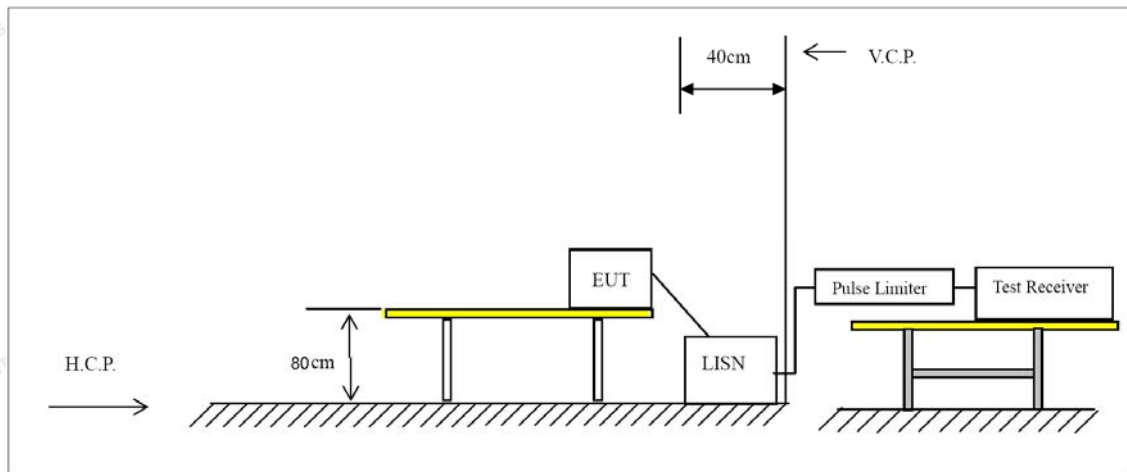 40cm
V.C.P.
EUT
Pulse Limiter
Test Receiver
LISN
80cm
H.C.P.